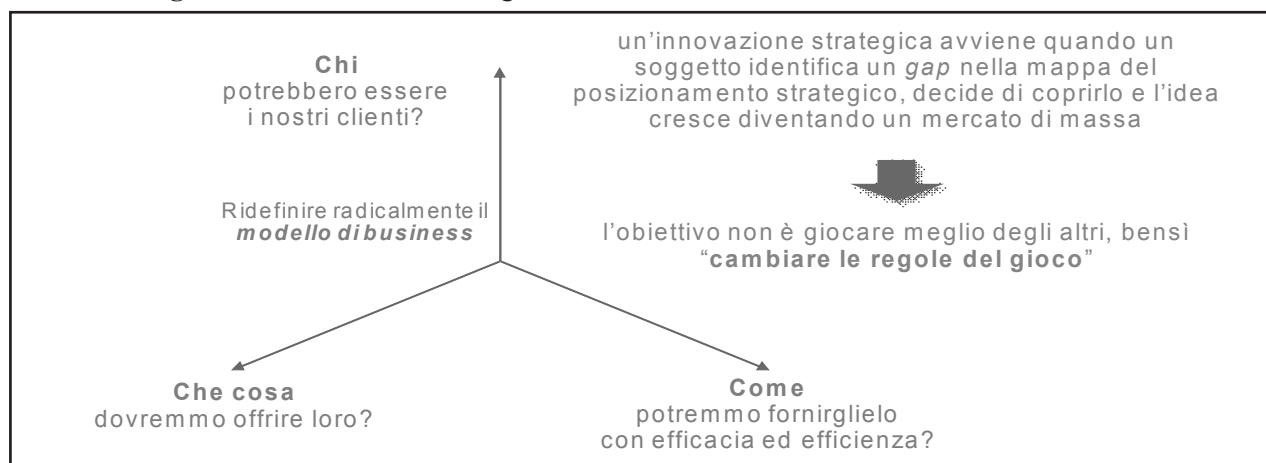 Chi
potrebbero essere
i nostri clienti?
un’innovazione strategica avviene quando un
soggetto identifica un gap nella mappa del
posizionamento strategico, decide di coprirlo e l’idea
cresce diventando un mercato di massa
Ridefinire radicalmente il
modello di business
l’obiettivo non è giocare meglio degli altri, bensì
“cambiare le regole del gioco”
Che cosa
dovremmo offrire loro?
Come
potremmo fornirglielo
con efficacia ed efficienza?